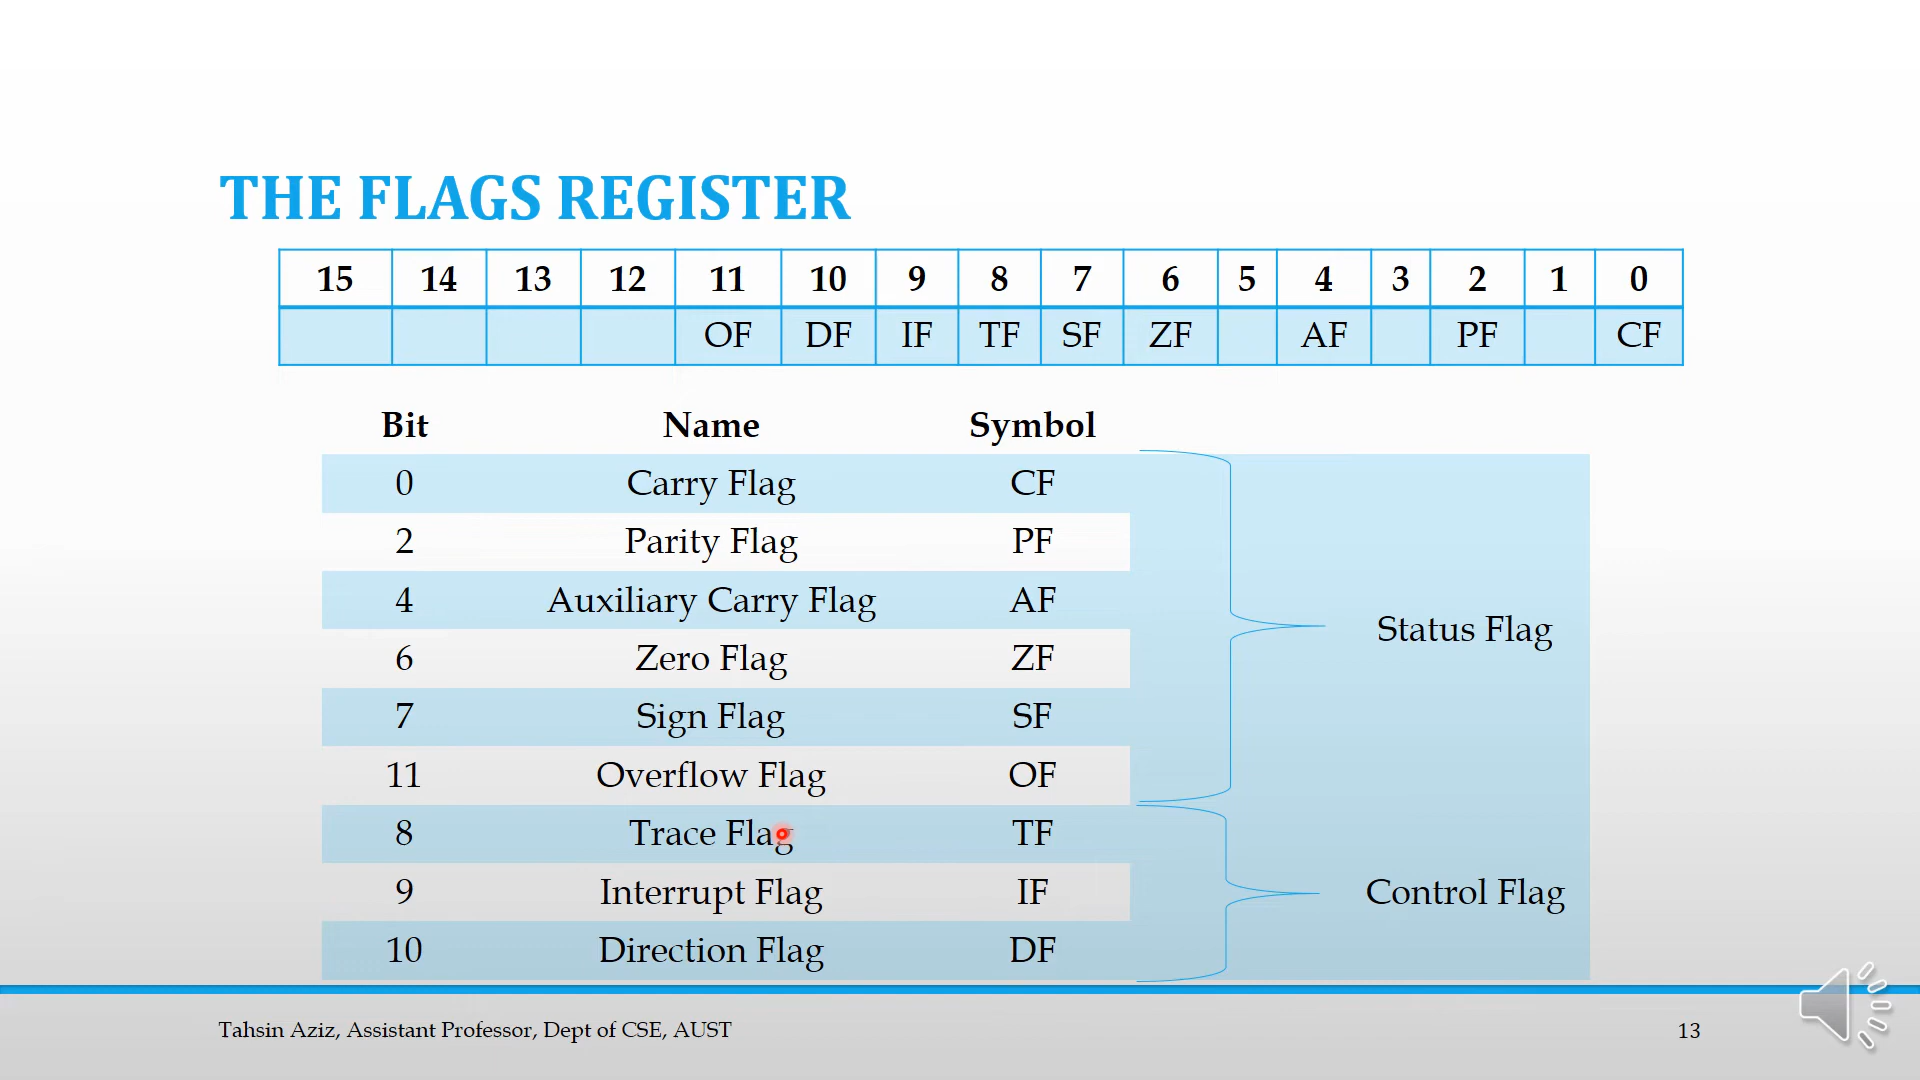 THE FLAGS REGISTER
15 14 13 12 11 10 9 8 7 6 5 4 3 2 1 0
OF DF IF TF SF ZF AF PF CF
Bit Name Symbol
0 Carry Flag CF
2 Parity Flag PF
4 Auxiliary Carry Flag AF
6 Zero Flag ZF
Status Flag
7 Sign Flag SF
11 Overflow Flag OF
8 Trace Flag TF
9 Interrupt Flag IF
Control Flag
10 Direction Flag DF
Tahsin Aziz, Assistant Professor, Dept of CSE, AUST
13